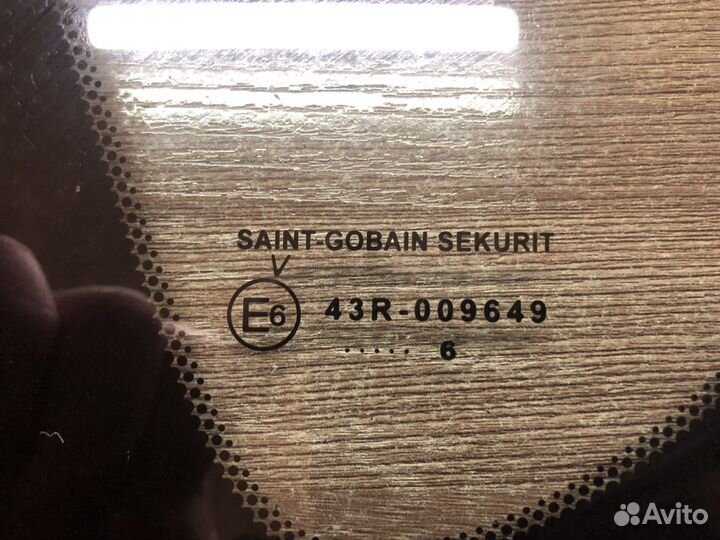 SAINT-GOBAIN SEKURIT
V
E6 43R-009649
..... 6
Avito